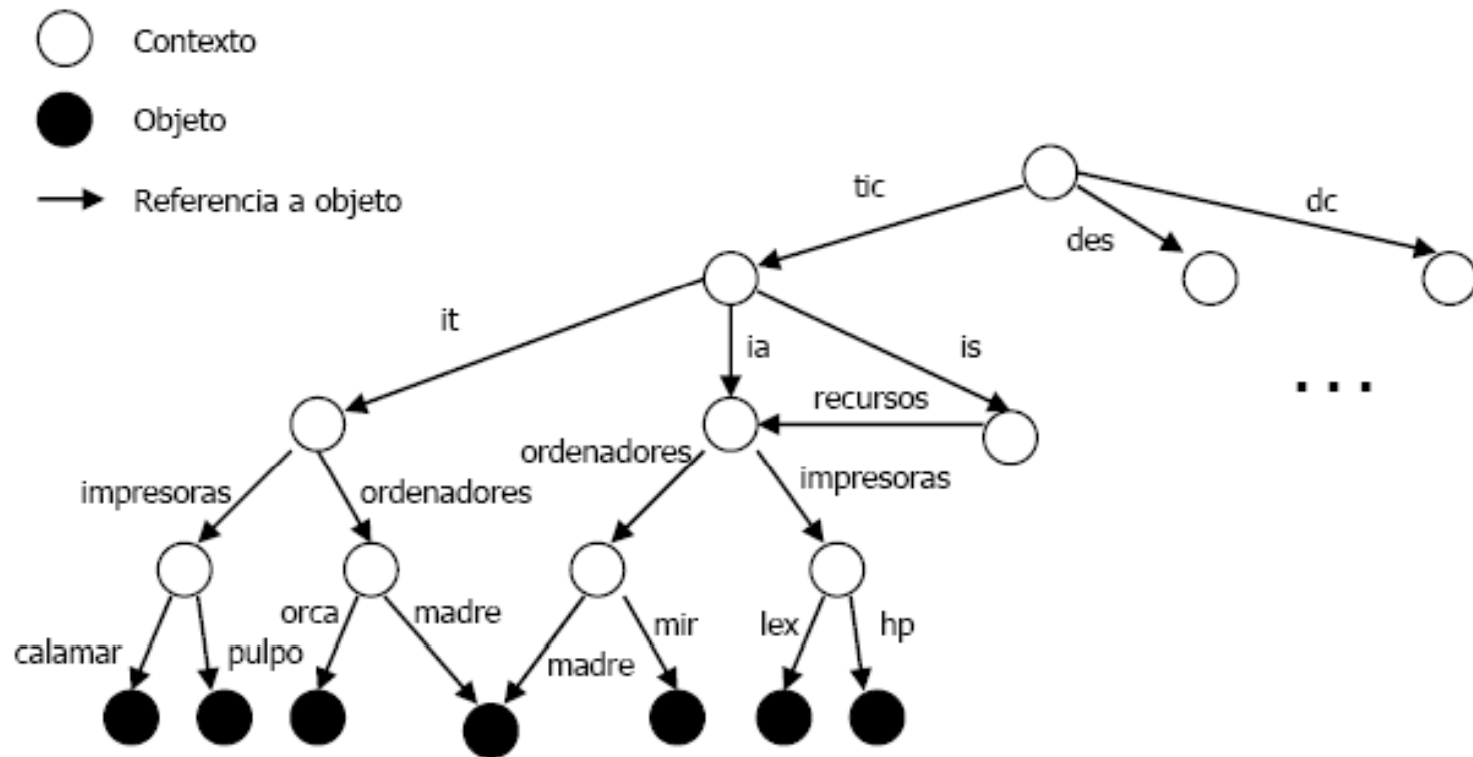 Contexto
Objeto
Referencia a objeto
tic
dc
des
it
ia
is
recursos
ordenadores
impresoras
ordenadores
impresoras
orca
madre
mir
lex
hp
calamar
pulpo
madre
...